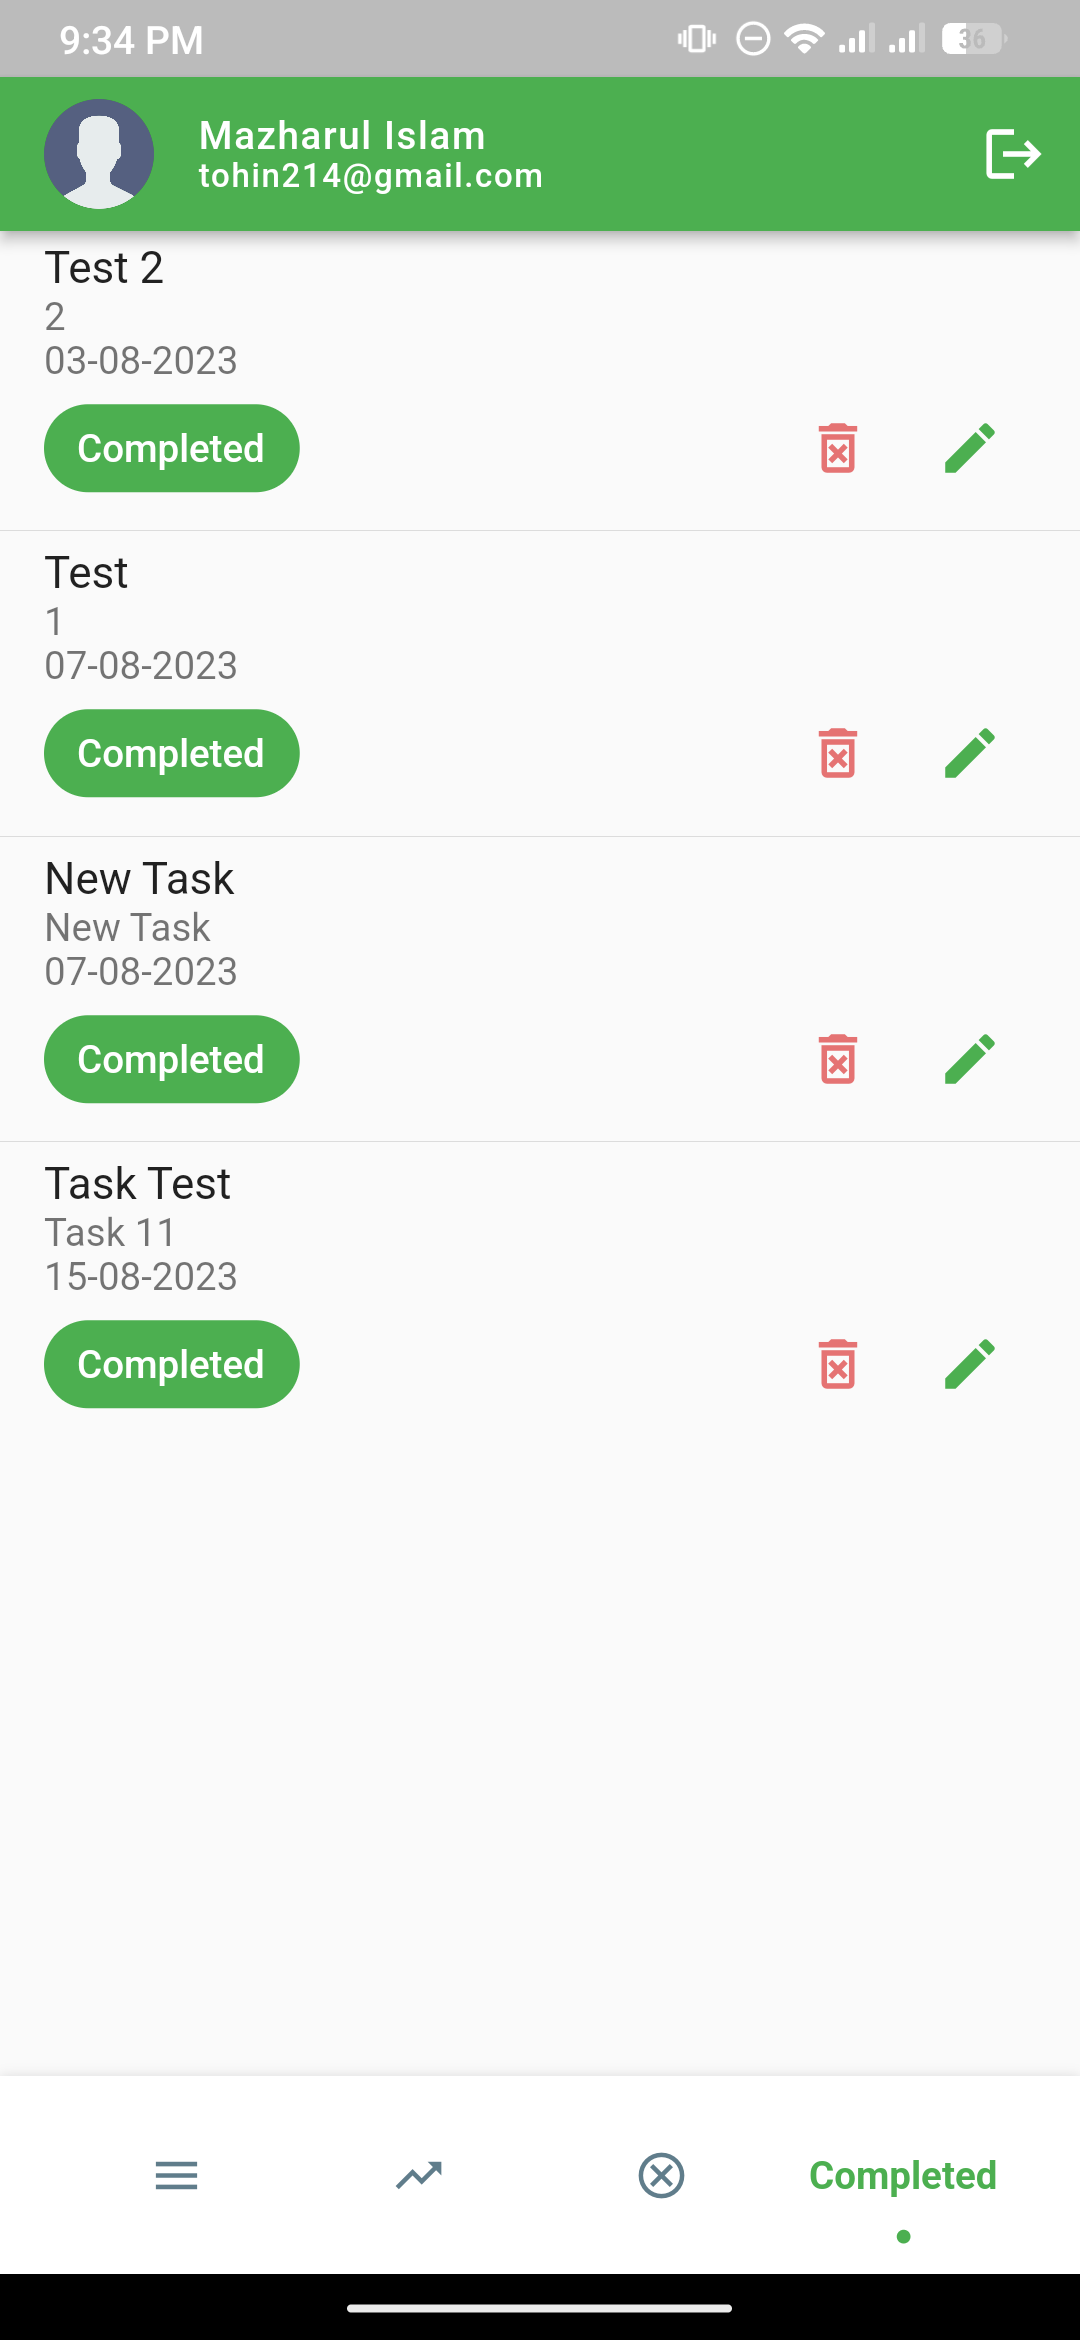 9:34 PM
36
Mazharul Islam
tohin214@gmail.com
Test 2
2
03-08-2023
Completed
Test
1
07-08-2023
Completed
New Task
New Task
07-08-2023
Completed
Task Test
Task 11
15-08-2023
Completed
Completed